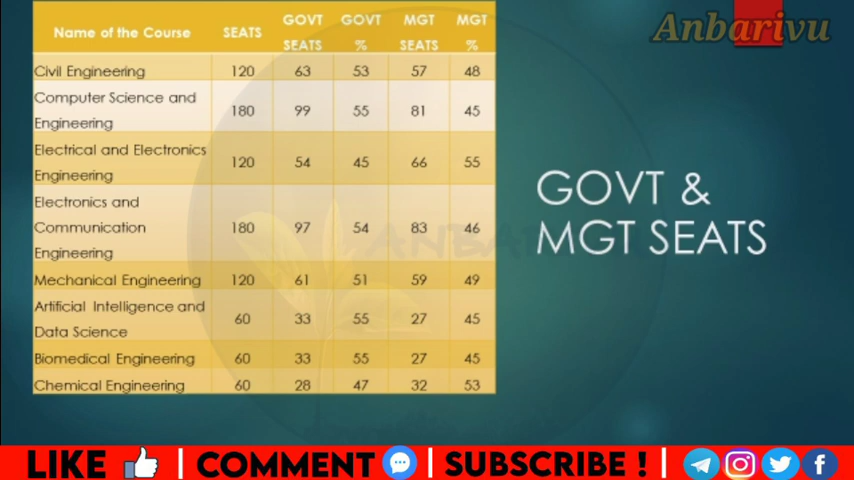 Anbarivu
Name of the Course SEATS GOVT SEATS GOVT % MGT SEATS MGT %
Civil Engineering 120 63 53 57 48
Computer Science and
Engineering 180 99 55 81 45
Electrical and Electronics
Engineering 120 54 45 66 55
Electronics and
Communication
Engineering 180 97 54 83 46
Mechanical Engineering 120 61 51 59 49
Artificial Intelligence and
Data Science 60 33 55 27 45
Biomedical Engineering 60 33 55 27 45
Chemical Engineering 60 28 47 32 53
GOVT &
MGT SEATS
LIKE | COMMENT | SUBSCRIBE ! |